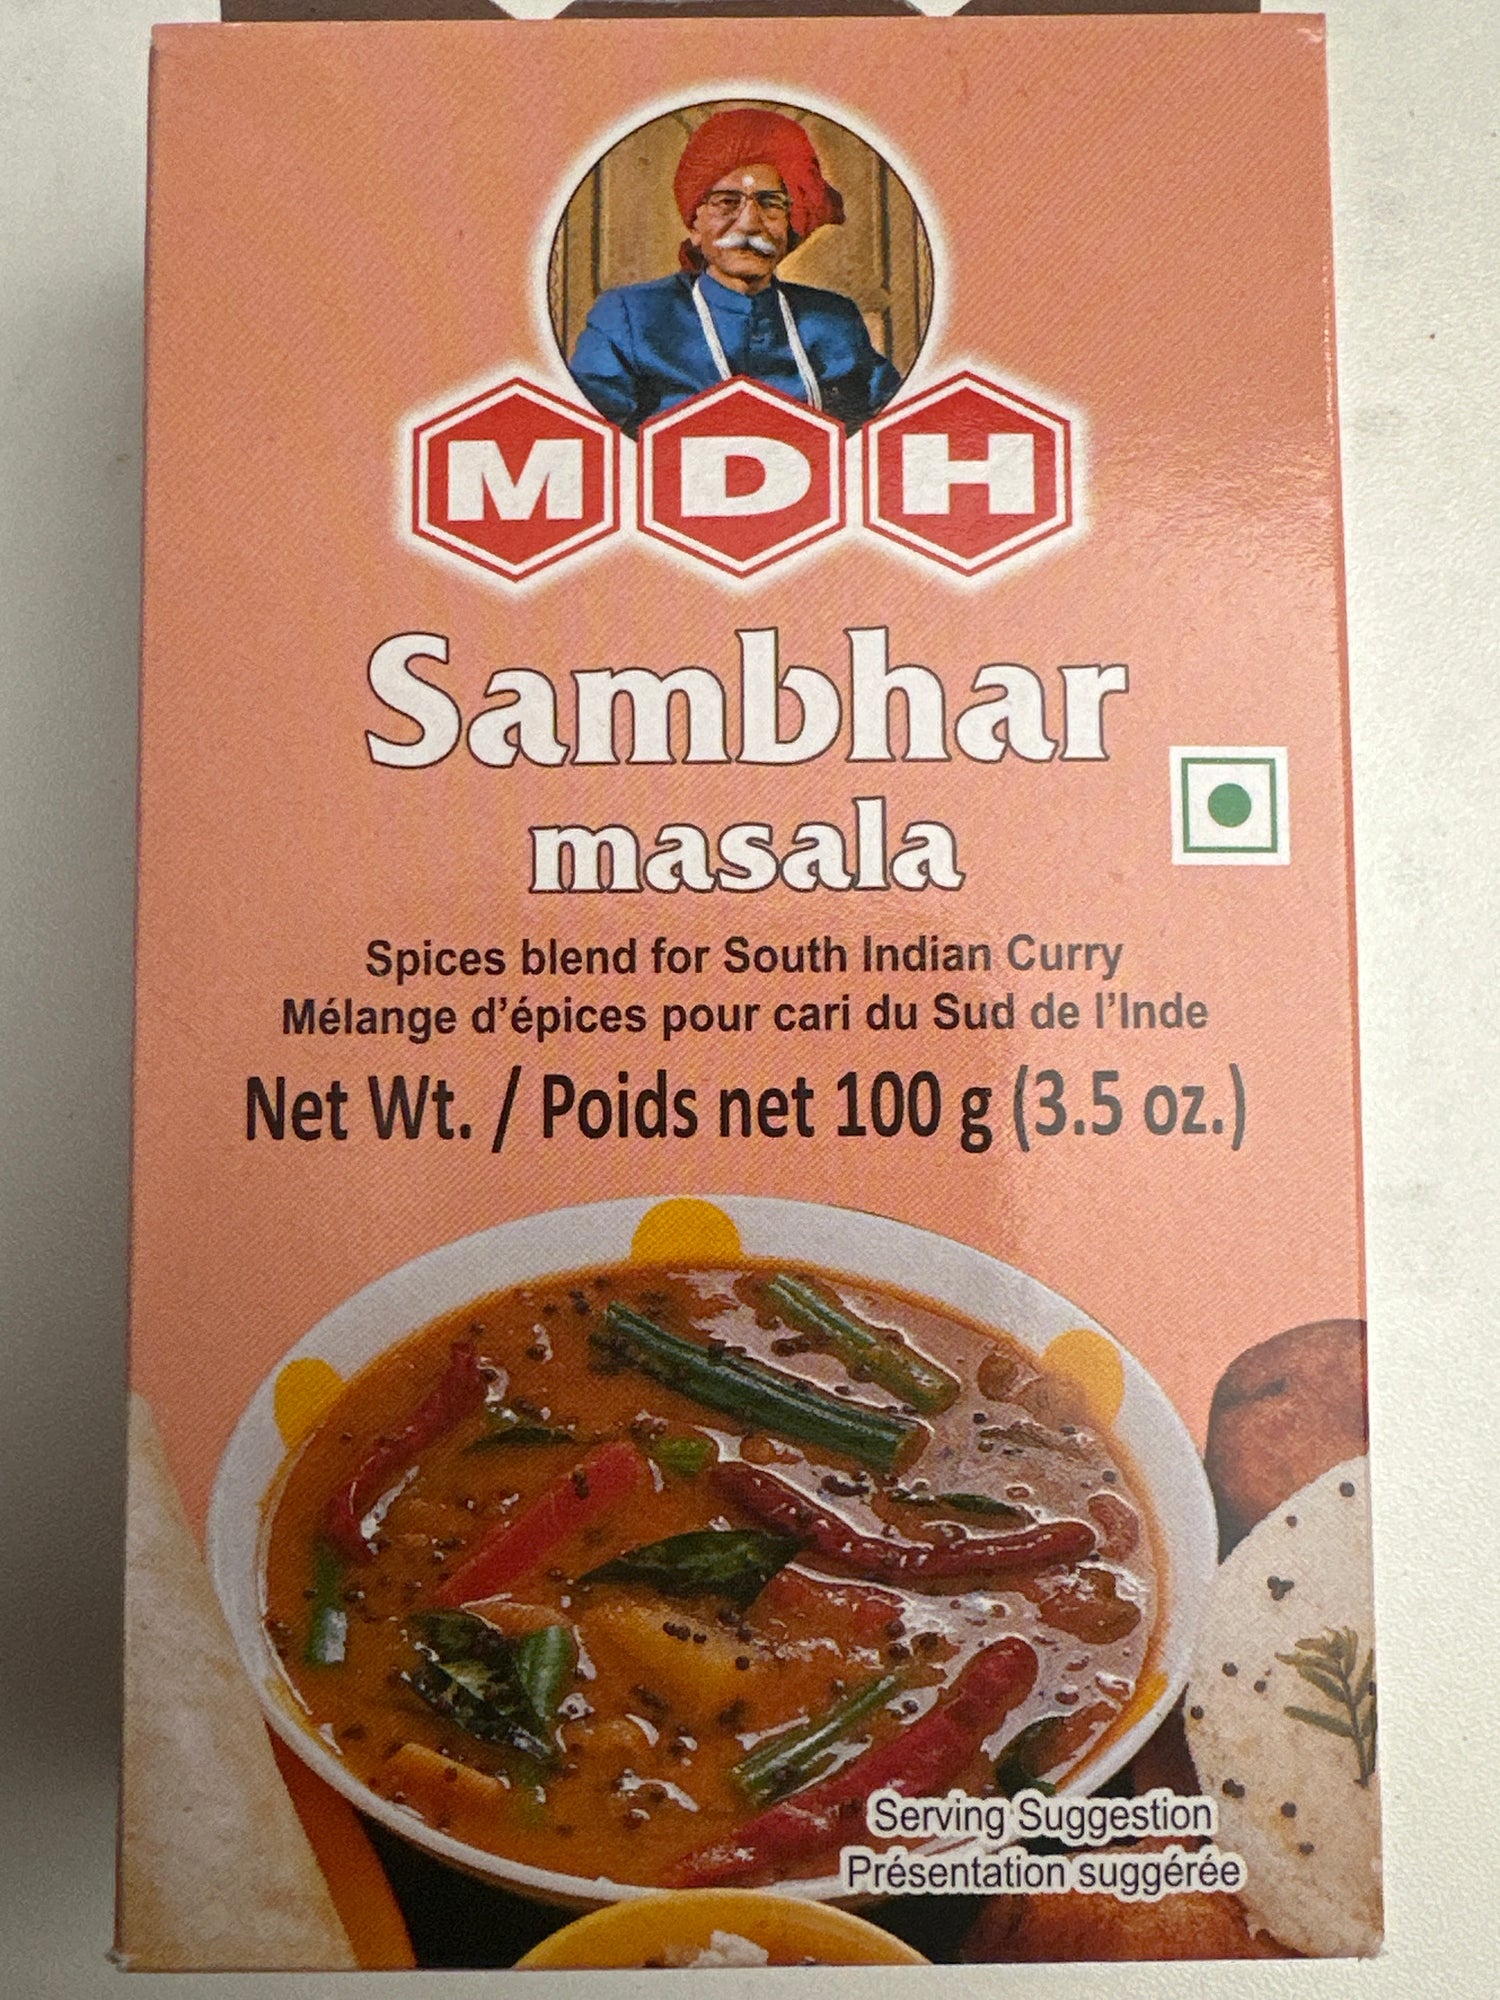 MDH
Sambhar
masala
Spices blend for South Indian Curry
Mélange d'épices pour cari du Sud de l'Inde
Net Wt. / Poids net 100 g (3.5 oz.)
Serving Suggestion
Présentation suggérée